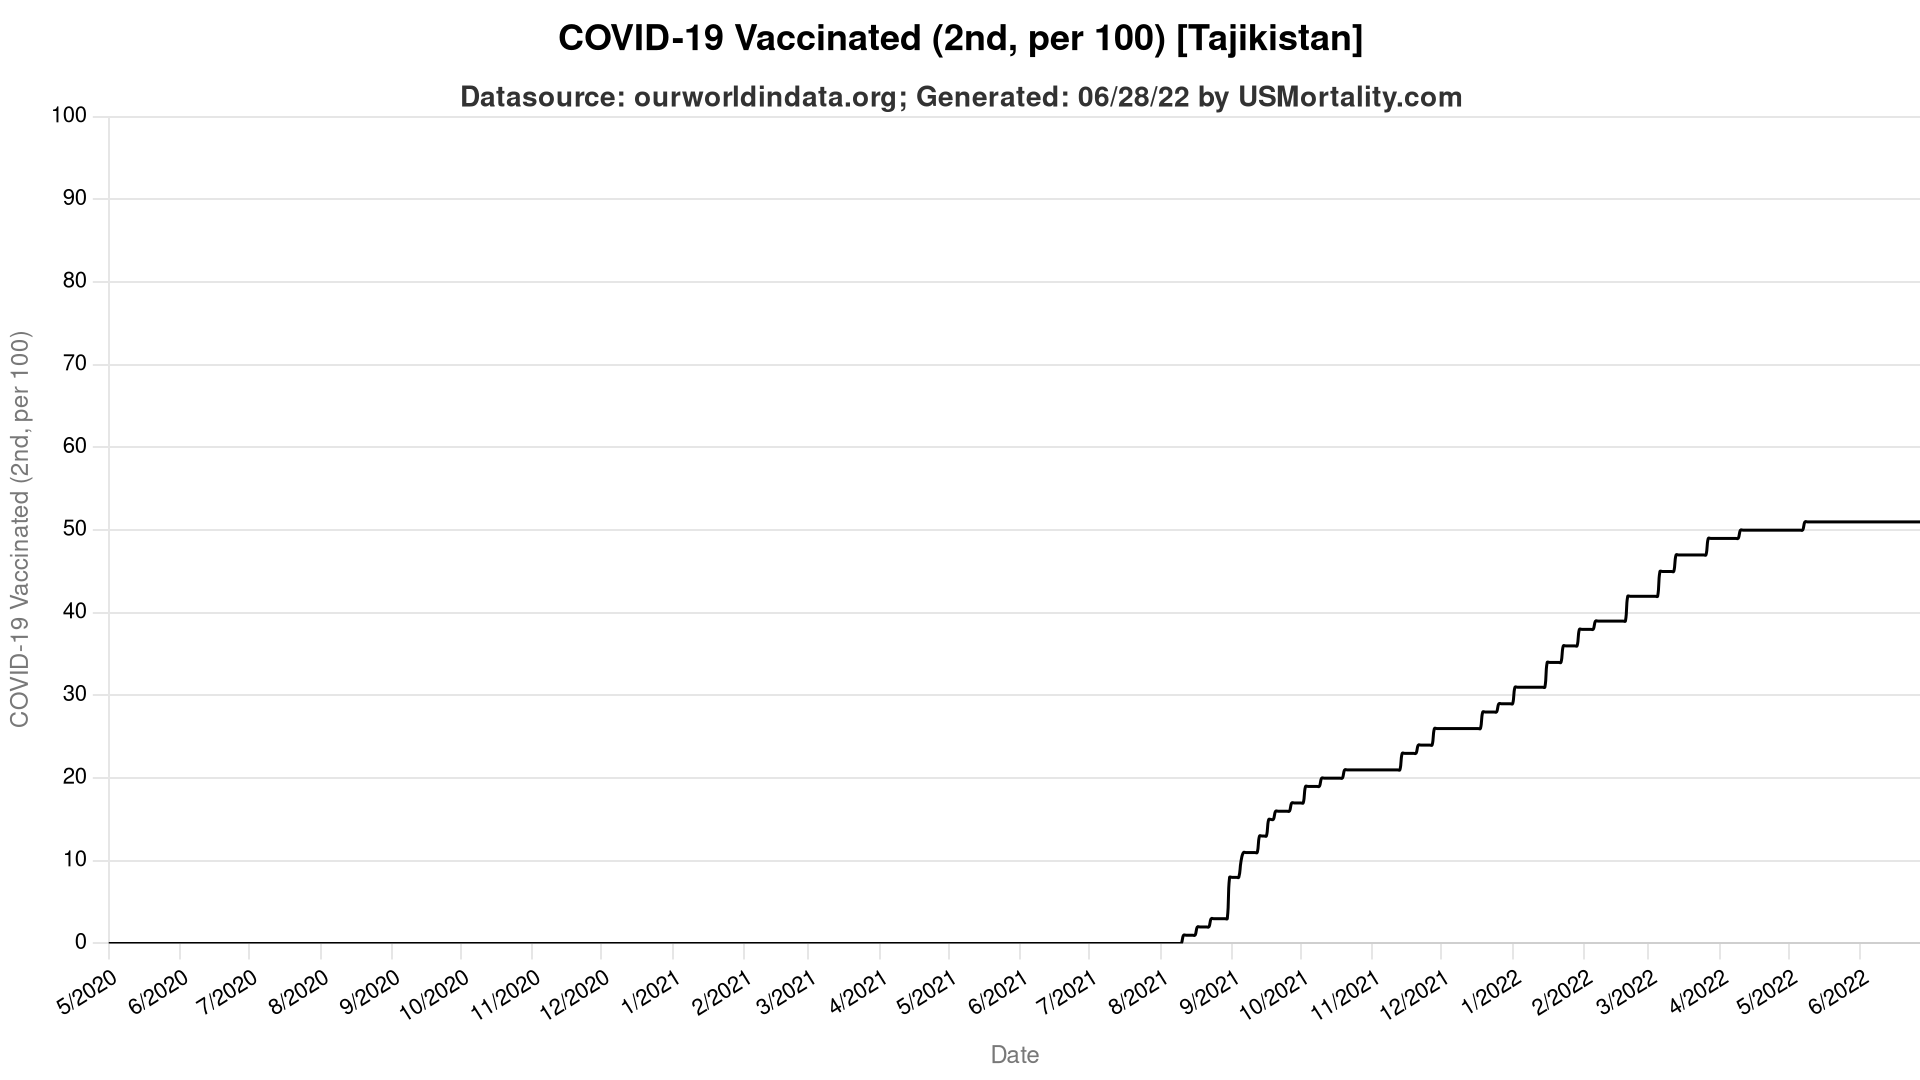 COVID-19 Vaccinated (2nd, per 100) [Tajikistan]
Datasource: ourworldindata.org; Generated: 06/28/22 by USMortality.com
100
90
80
70
60
50
40
30
20
10
0
COVID-19 Vaccinated (2nd, per 100)
5/2020 6/2020 7/2020 8/2020 9/2020 10/2020 11/2020 12/2020 1/2021 2/2021 3/2021 4/2021 5/2021 6/2021 7/2021 8/2021 9/2021 10/2021 11/2021 12/2021 1/2022 2/2022 3/2022 4/2022 5/2022 6/2022
Date